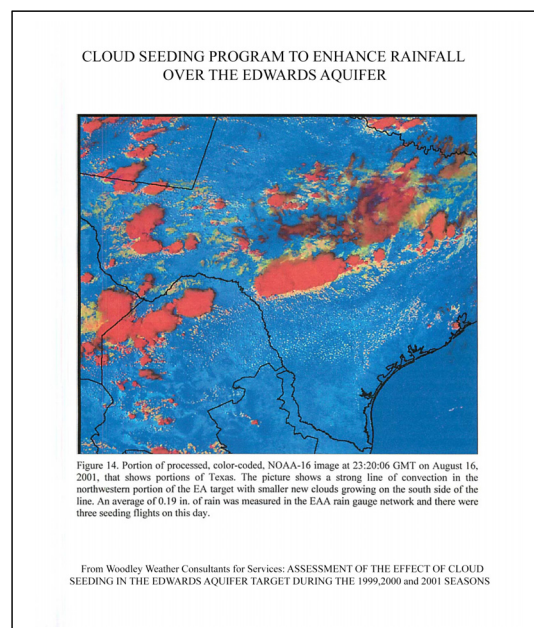 CLOUD SEEDING PROGRAM TO ENHANCE RAINFALL
OVER THE EDWARDS AQUIFER
Figure 14. Portion of processed, color-coded, NOAA-16 image at 23:20:06 GMT on August 16,
2001, that shows portions of Texas. The picture shows a strong line of convection in the
northwestern portion of the EA target with smaller new clouds growing on the south side of the
line. An average of 0.19 in. of rain was measured in the EAA rain gauge network and there were
three seeding flights on this day.
From Woodley Weather Consultants for Services: ASSESSMENT OF THE EFFECT OF CLOUD
SEEDING IN THE EDWARDS AQUIFER TARGET DURING THE 1999,2000 and 2001 SEASONS